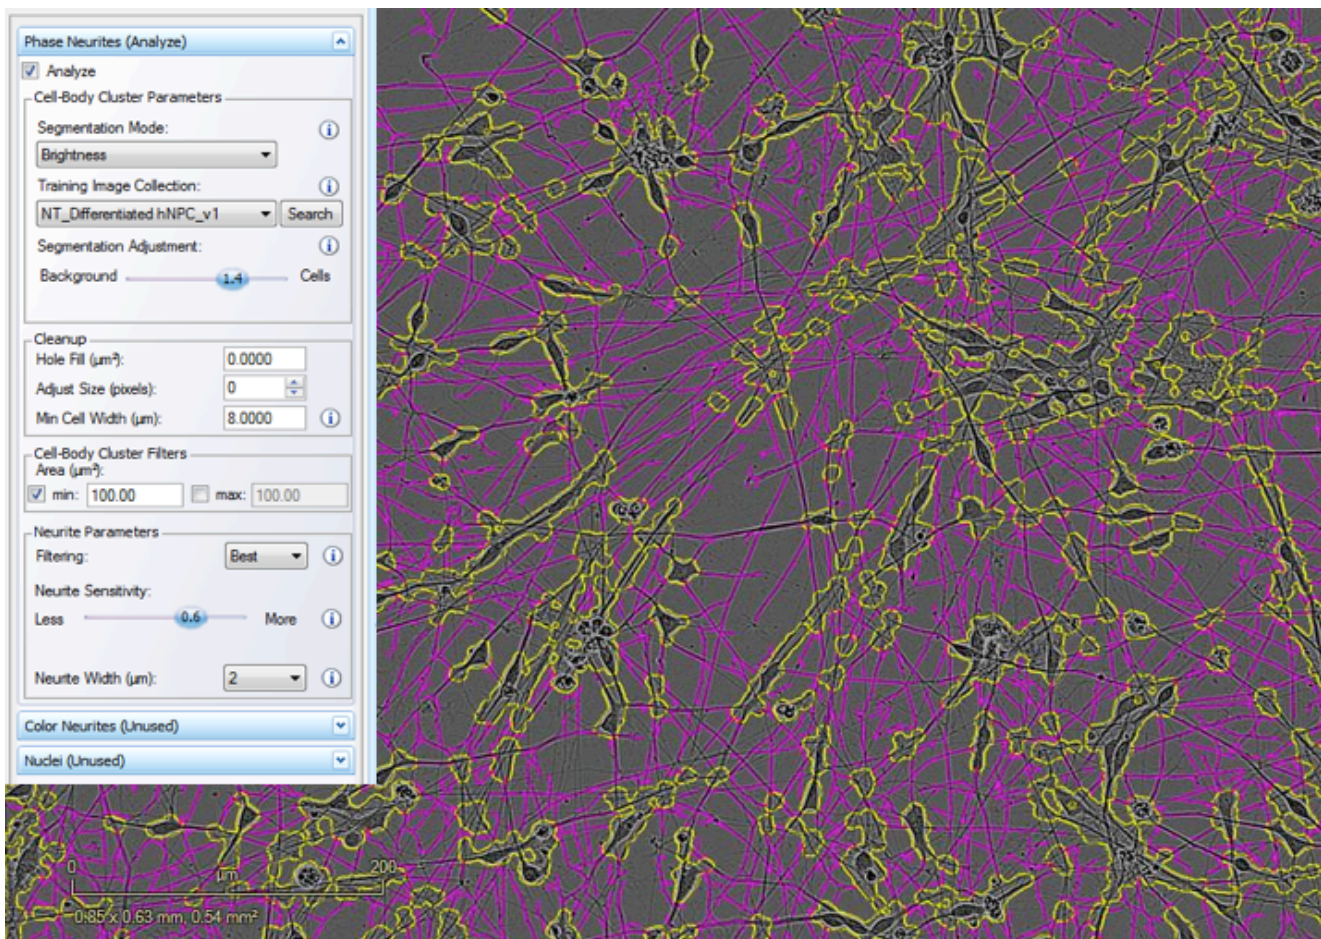 Phase Neurites (Analyze)
Analyze
Cell-Body Cluster Parameters
Segmentation Mode:
Brightness
Training Image Collection:
NT_Differentiated hNPC_v1 Search
Segmentation Adjustment:
Background 1.4 Cells
Cleanup
Hole Fill (µm²): 0.0000
Adjust Size (pixels): 0
Min Cell Width (µm): 8.0000
Cell-Body Cluster Filters
Area (µm²):
min: 100.00 max: 100.00
Neurite Parameters
Filtering: Best
Neurite Sensitivity:
Less 0.6 More
Neurite Width (µm): 2
Color Neurites (Unused)
Nuclei (Unused)
0 µm 200
0.85 x 0.63 mm, 0.54 mm²